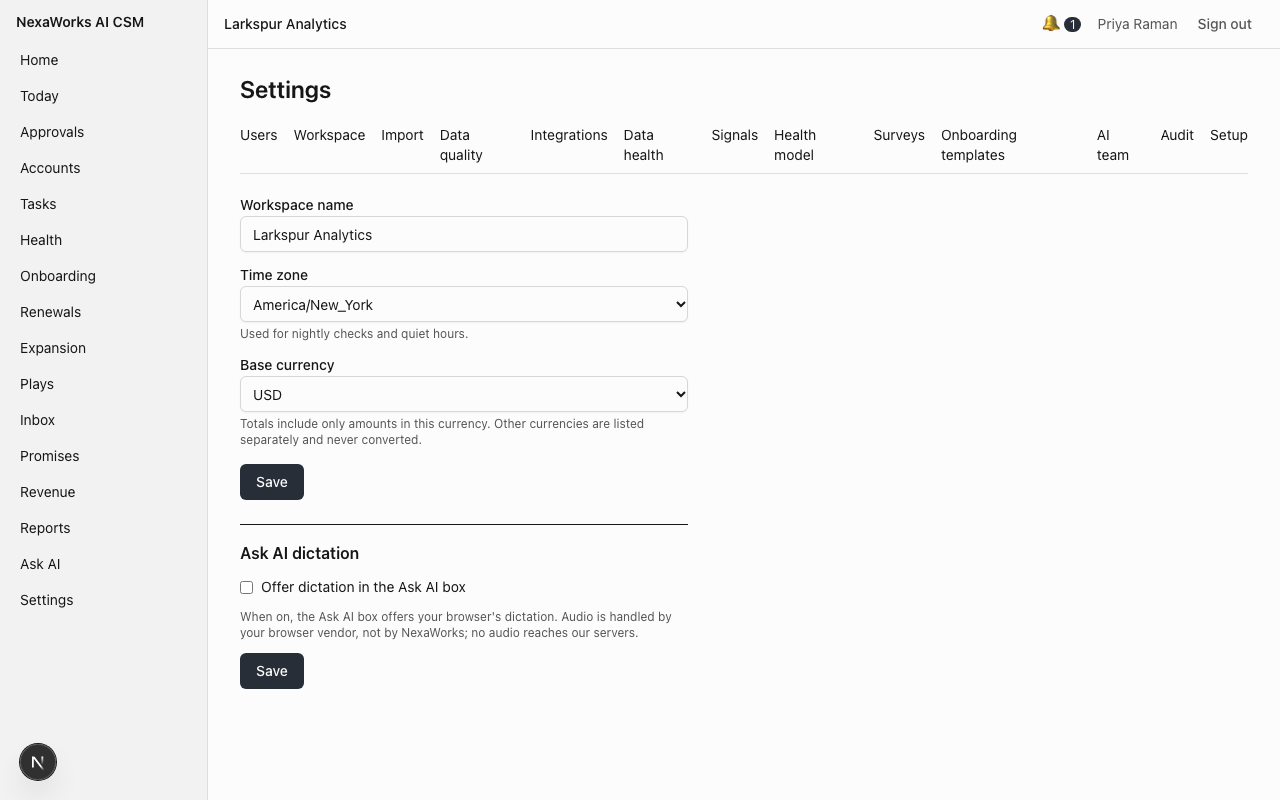 NexaWorks AI CSM
Home
Today
Approvals
Accounts
Tasks
Health
Onboarding
Renewals
Expansion
Plays
Inbox
Promises
Revenue
Reports
Ask AI
Settings
N
Larkspur Analytics
1
Priya Raman
Sign out
Settings
Users
Workspace
Import
Data
quality
Integrations
Data
health
Signals
Health
model
Surveys
Onboarding
templates
AI
team
Audit
Setup
Workspace name
Larkspur Analytics
Time zone
America/New_York
Used for nightly checks and quiet hours.
Base currency
USD
Totals include only amounts in this currency. Other currencies are listed
separately and never converted.
Save
Ask AI dictation
Offer dictation in the Ask AI box
When on, the Ask AI box offers your browser's dictation. Audio is handled by
your browser vendor, not by NexaWorks; no audio reaches our servers.
Save